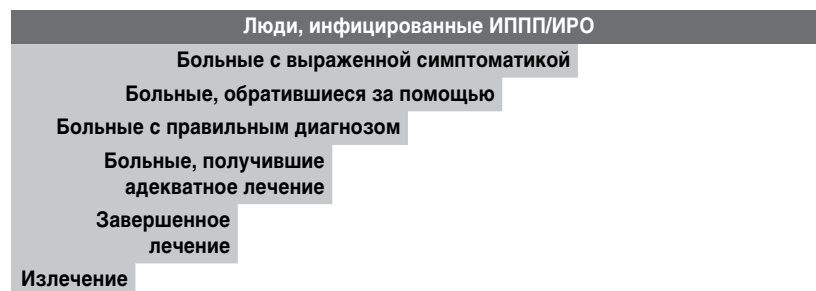 Люди, инфицированные ИППП/ИРО
Больные с выраженной симптоматикой
Больные, обратившиеся за помощью
Больные с правильным диагнозом
Больные, получившие
адекватное лечение
Завершенное
лечение
Излечение